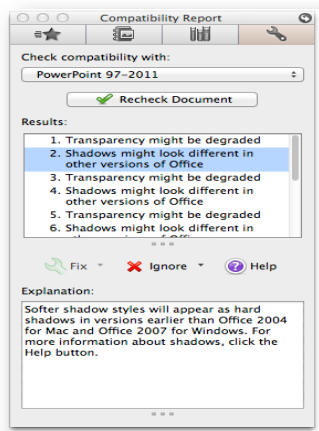 Compatibility Report
Check compatibility with:
PowerPoint 97-2011
Recheck Document
Results:
1. Transparency might be degraded
2. Shadows might look different in
other versions of Office
3. Transparency might be degraded
4. Shadows might look different in
other versions of Office
5. Transparency might be degraded
6. Shadows might look different in
Fix
Ignore
Help
Explanation:
Softer shadow styles will appear as hard
shadows in versions earlier than Office 2004
for Mac and Office 2007 for Windows. For
more information about shadows, click the
Help button.